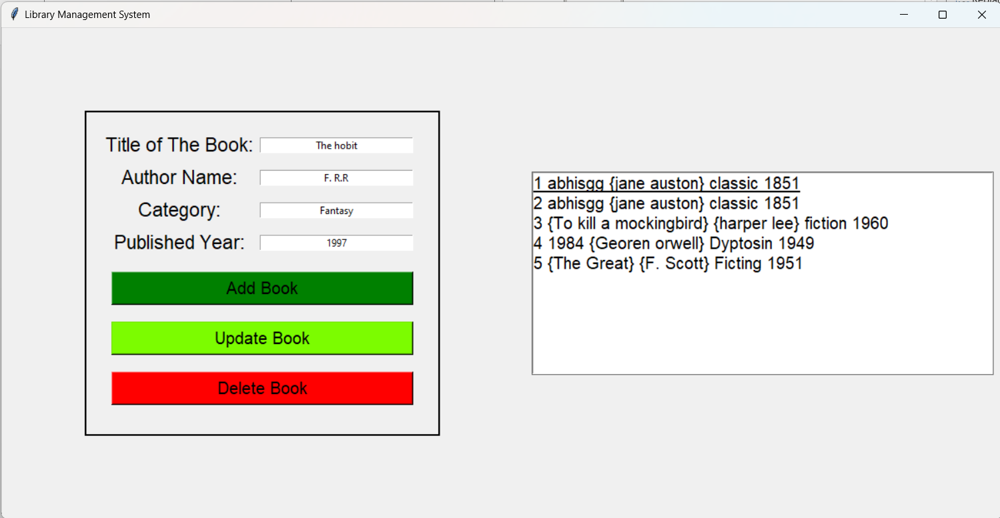 Library Management System
Title of The Book: The hobit
Author Name: F. R.R
Category: Fantasy
Published Year: 1997
Add Book
Update Book
Delete Book
1 abhisgg {jane auston} classic 1851
2 abhisgg {jane auston} classic 1851
3 {To kill a mockingbird} {harper lee} fiction 1960
4 1984 {Georen orwell} Dyptosin 1949
5 {The Great} {F. Scott} Ficting 1951